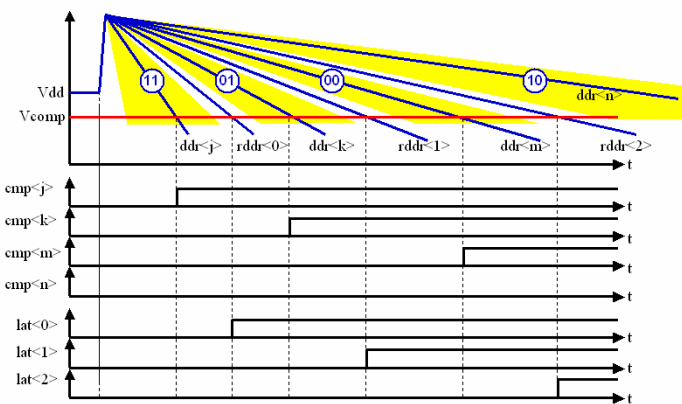 11 01 00 10
Vdd
ddr<n>
Vcomp
ddr<j> rddr<0> ddr<k> rddr<1> ddr<m> rddr<2>
t
cmp<j>
t
cmp<k>
t
cmp<m>
t
cmp<n>
t
lat<0>
t
lat<1>
t
lat<2>
t